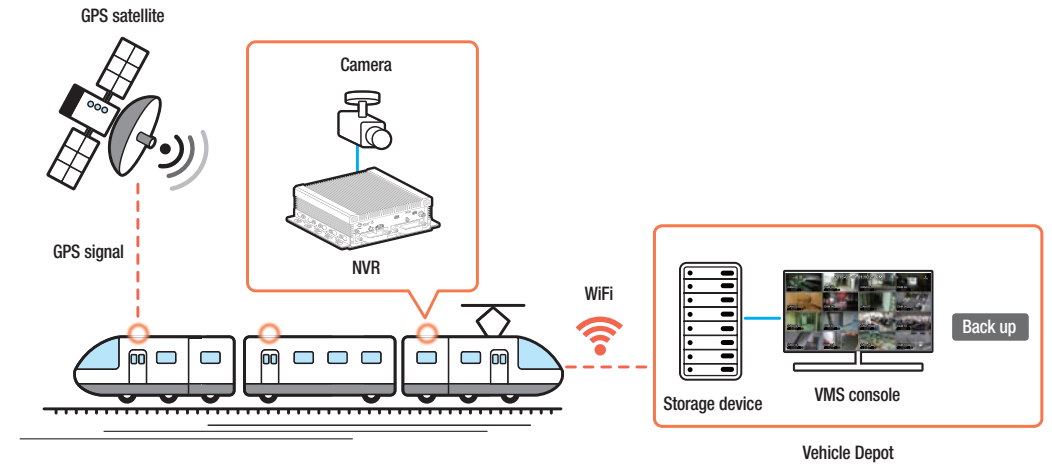 GPS satellite
Camera
GPS signal
NVR
WiFi
Back up
Storage device
VMS console
Vehicle Depot